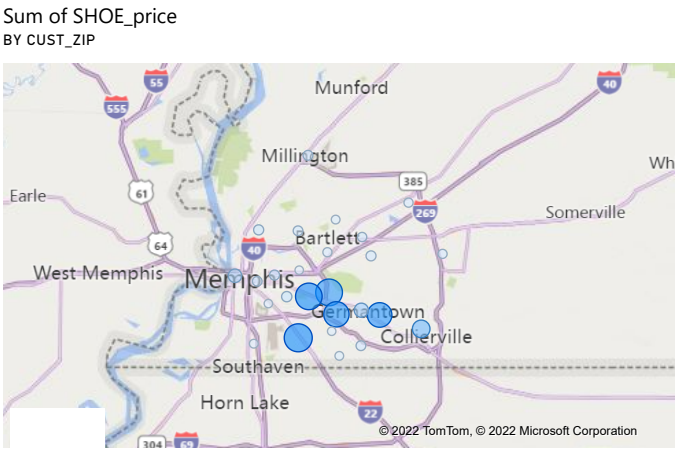 Sum of SHOE_price
BY CUST_ZIP
55
40
555
Munford
Millington
385
Wh
61
Earle
269
Somerville
64
40
Bartlett
West Memphis
Memphis
Germantown
Collierville
Southaven
Horn Lake
22
© 2022 TomTom, © 2022 Microsoft Corporation
304
69